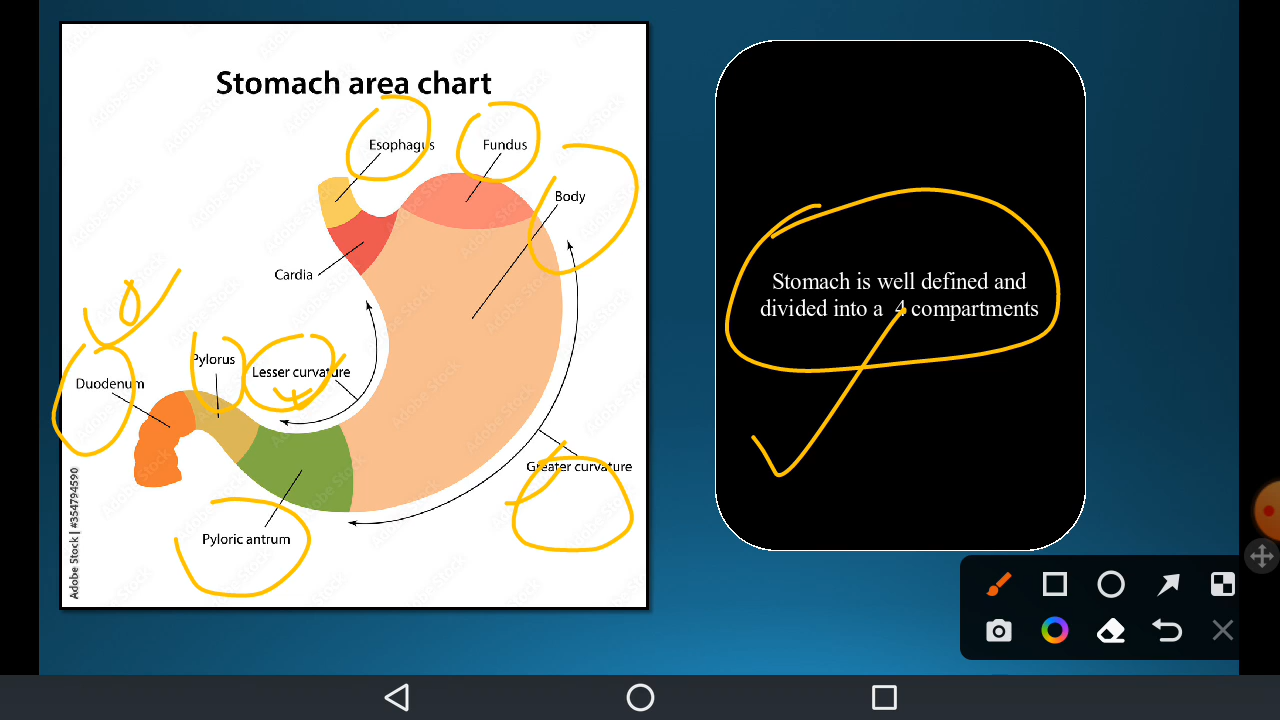 Stomach area chart
Esophagus
Fundus
Body
Cardia
Pylorus
Lesser curvature
Duodenum
Greater curvature
Pyloric antrum
Adobe Stock | #354794590
Stomach is well defined and
divided into a 4 compartments